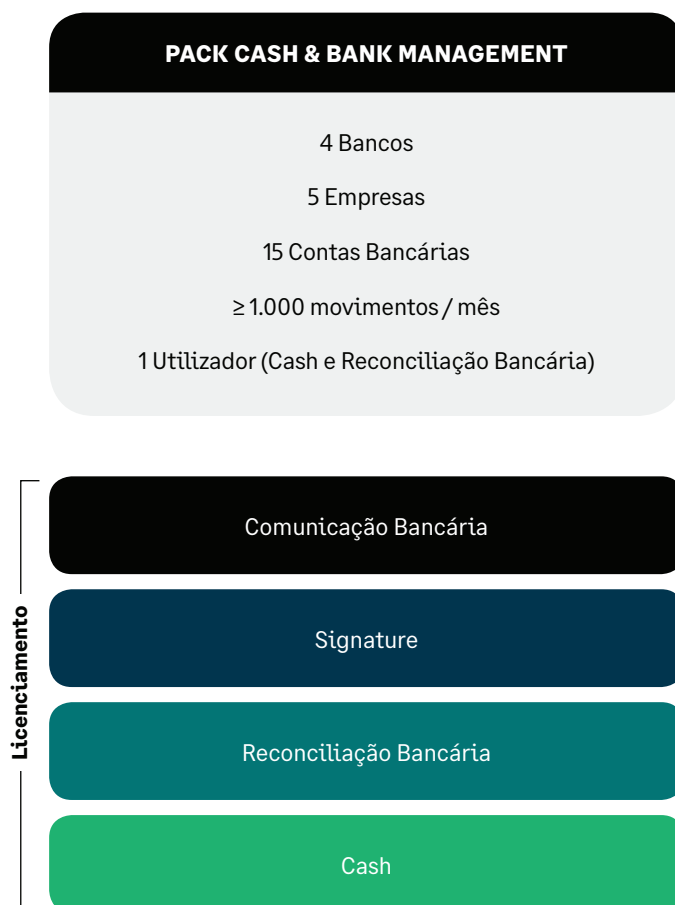 PACK CASH & BANK MANAGEMENT
4 Bancos
5 Empresas
15 Contas Bancárias
≥ 1.000 movimentos / mês
1 Utilizador (Cash e Reconciliação Bancária)
Licenciamento
Comunicação Bancária
Signature
Reconciliação Bancária
Cash